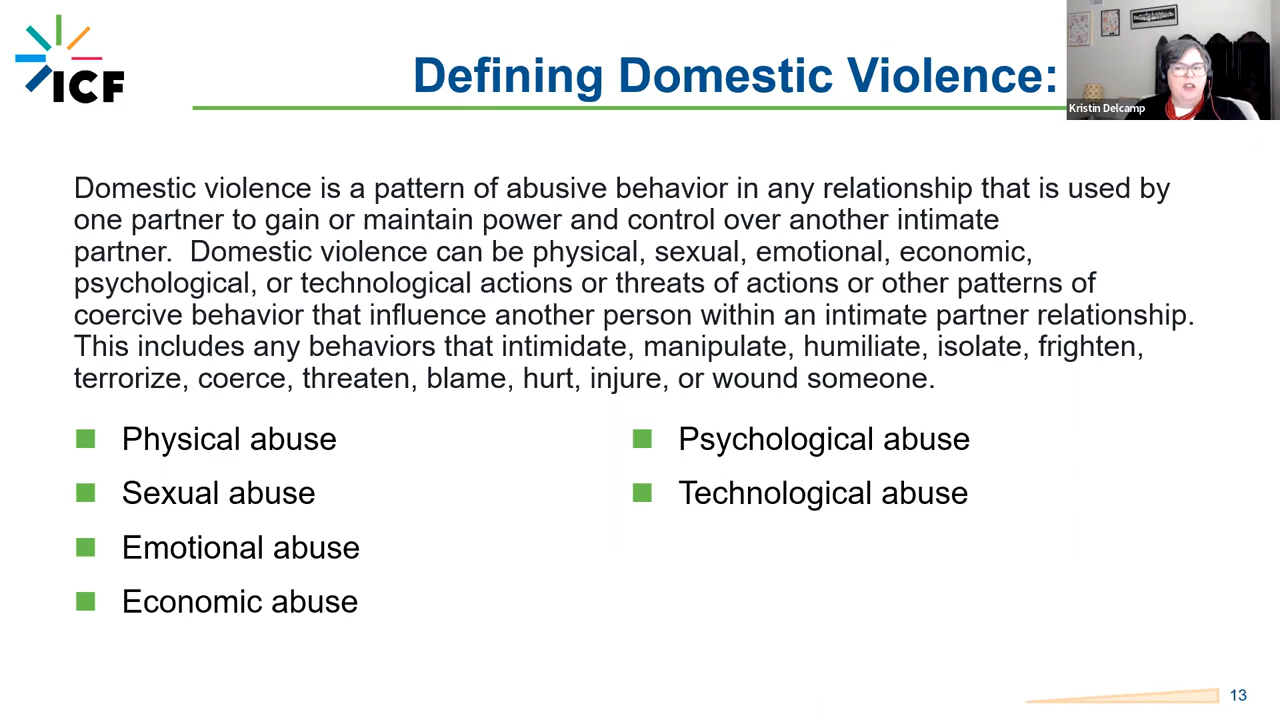 ICF
Defining Domestic Violence:
Kristin Delcamp
Domestic violence is a pattern of abusive behavior in any relationship that is used by
one partner to gain or maintain power and control over another intimate
partner.  Domestic violence can be physical, sexual, emotional, economic,
psychological, or technological actions or threats of actions or other patterns of
coercive behavior that influence another person within an intimate partner relationship.
This includes any behaviors that intimidate, manipulate, humiliate, isolate, frighten,
terrorize, coerce, threaten, blame, hurt, injure, or wound someone.
Physical abuse
Sexual abuse
Emotional abuse
Economic abuse
Psychological abuse
Technological abuse
13